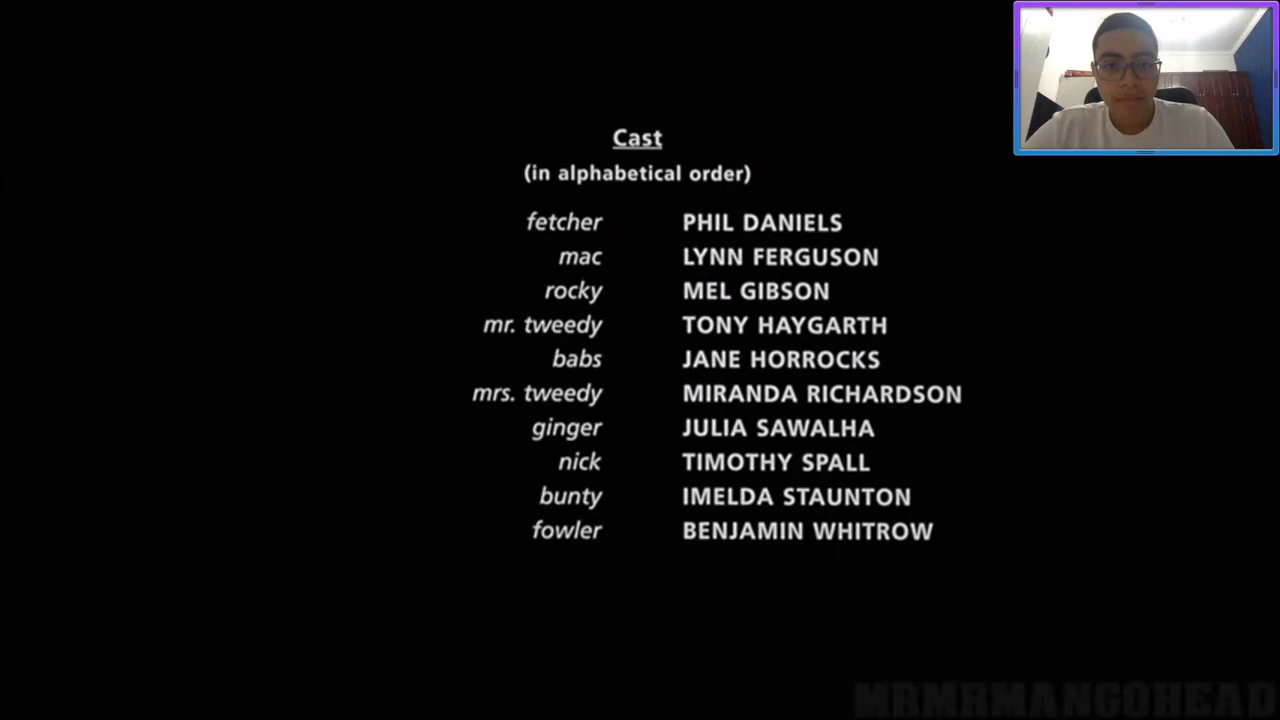 Cast
(in alphabetical order)
fetcher PHIL DANIELS
mac LYNN FERGUSON
rocky MEL GIBSON
mr. tweedy TONY HAYGARTH
babs JANE HORROCKS
mrs. tweedy MIRANDA RICHARDSON
ginger JULIA SAWALHA
nick TIMOTHY SPALL
bunty IMELDA STAUNTON
fowler BENJAMIN WHITROW
MRMRMANGOHEAD